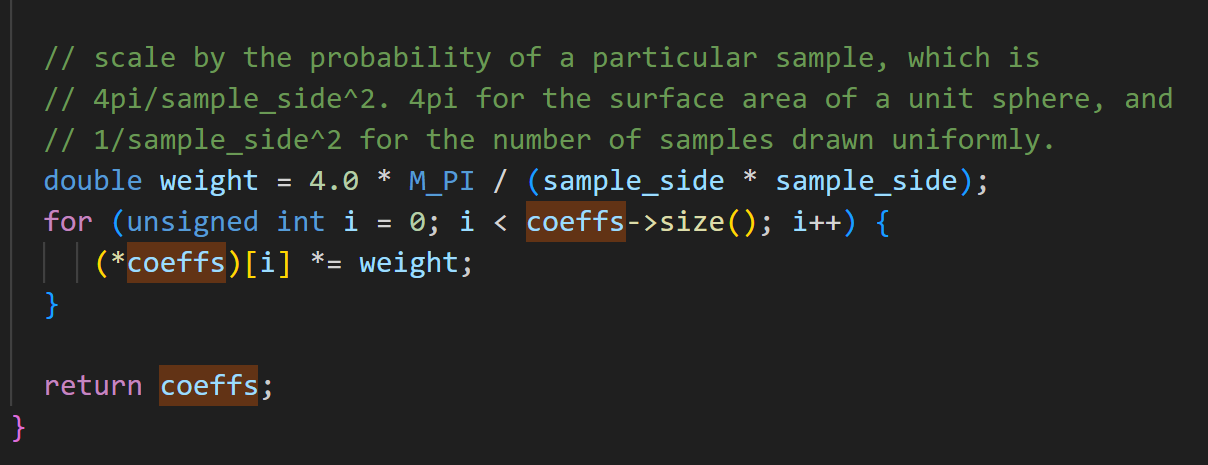 // scale by the probability of a particular sample, which is
// 4pi/sample_side^2. 4pi for the surface area of a unit sphere, and
// 1/sample_side^2 for the number of samples drawn uniformly.
double weight = 4.0 * M_PI / (sample_side * sample_side);
for (unsigned int i = 0; i < coeffs->size(); i++) {
(*coeffs)[i] *= weight;
}
return coeffs;
}